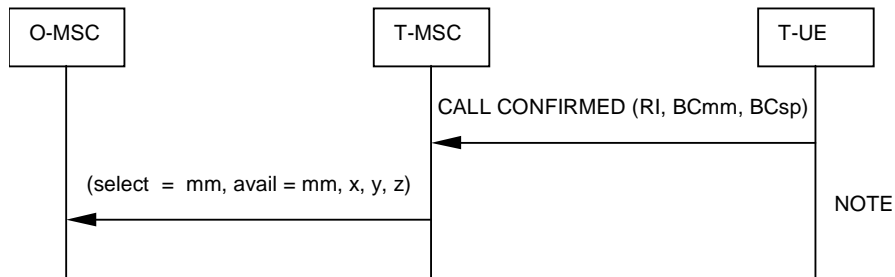 O-MSC
T-MSC
T-UE
CALL CONFIRMED (RI, BCmm, BCsp)
(select = mm, avail = mm, x, y, z)
NOTE